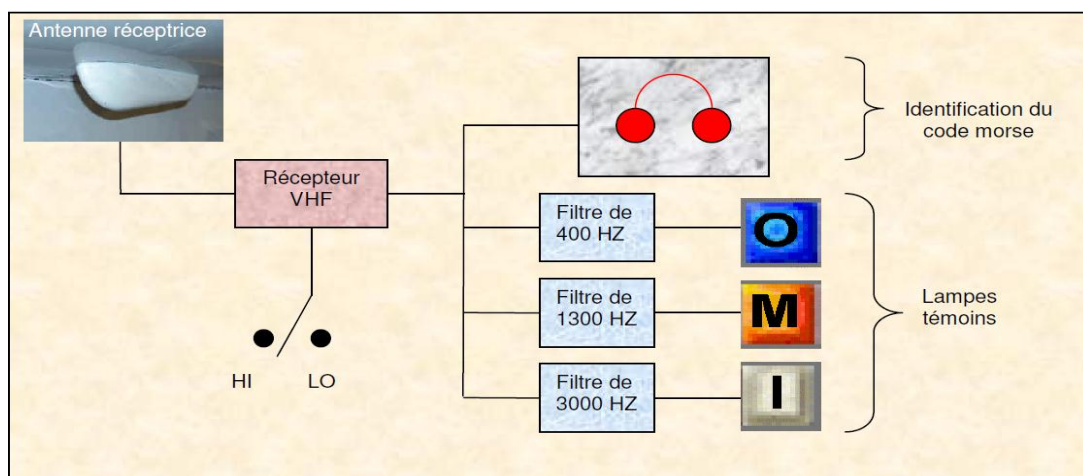 Antenne réceptrice
Récepteur
VHF
HI
LO
Identification du
code morse
Filtre de
400 HZ
O
Filtre de
1300 HZ
M
Filtre de
3000 HZ
I
Lampes
témoins